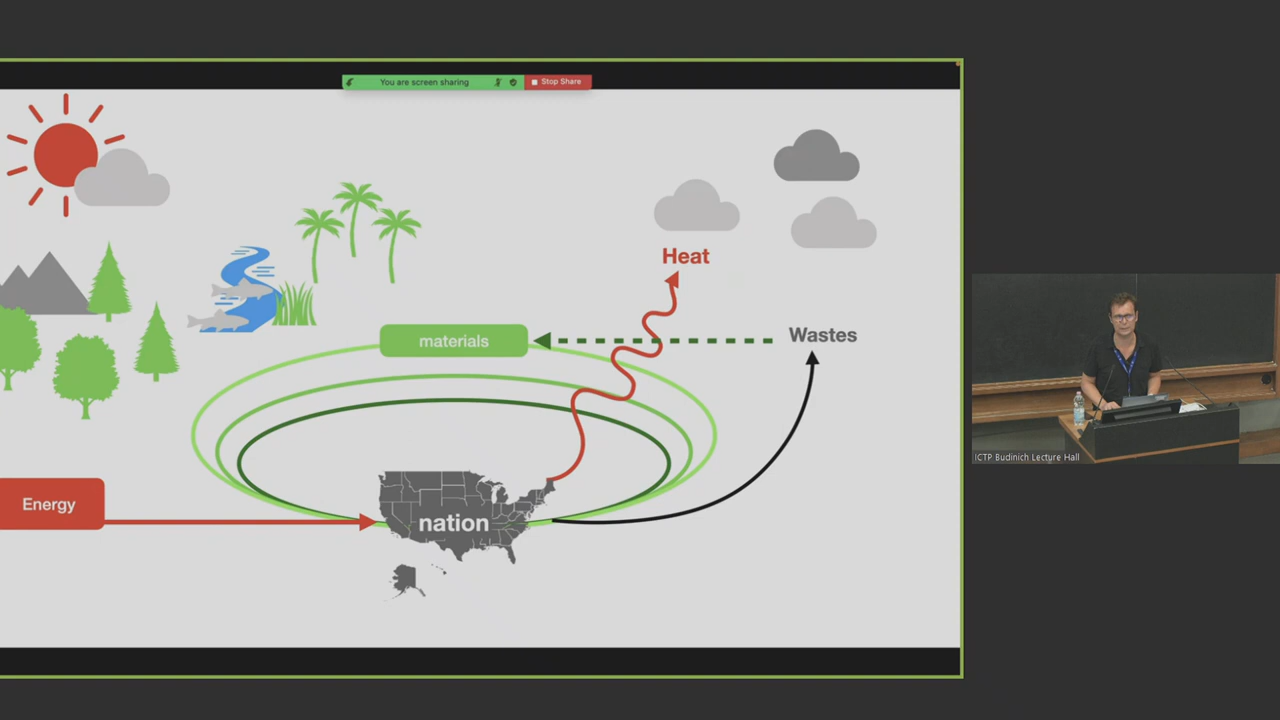 You are screen sharing
Stop Share
Heat
materials
Wastes
Energy
nation
ICTP Budinich Lecture Hall